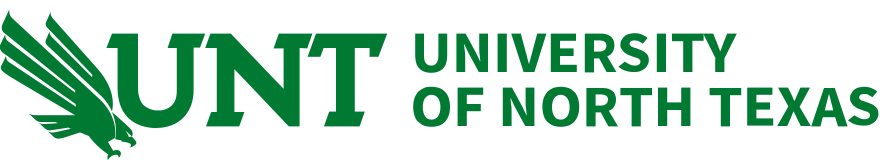 UNT
UNIVERSITY
OF NORTH TEXAS